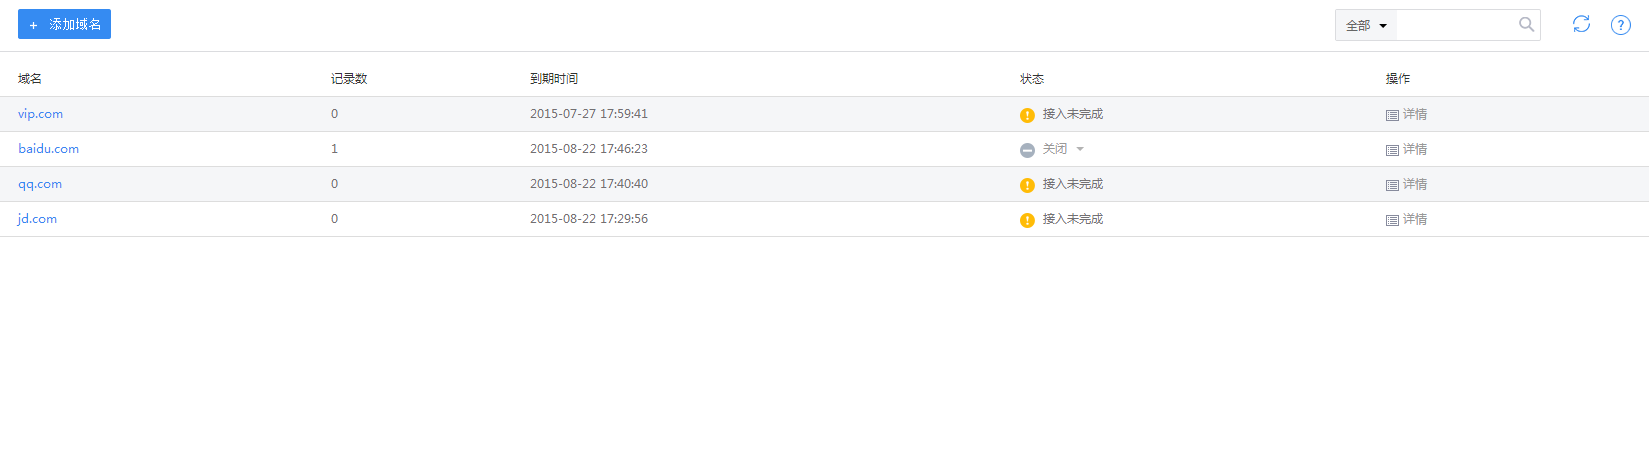 + 添加域名 全部 ?
域名 记录数 到期时间 状态 操作
vip.com 0 2015-07-27 17:59:41 接入未完成 详情
baidu.com 1 2015-08-22 17:46:23 关闭 详情
qq.com 0 2015-08-22 17:40:40 接入未完成 详情
jd.com 0 2015-08-22 17:29:56 接入未完成 详情